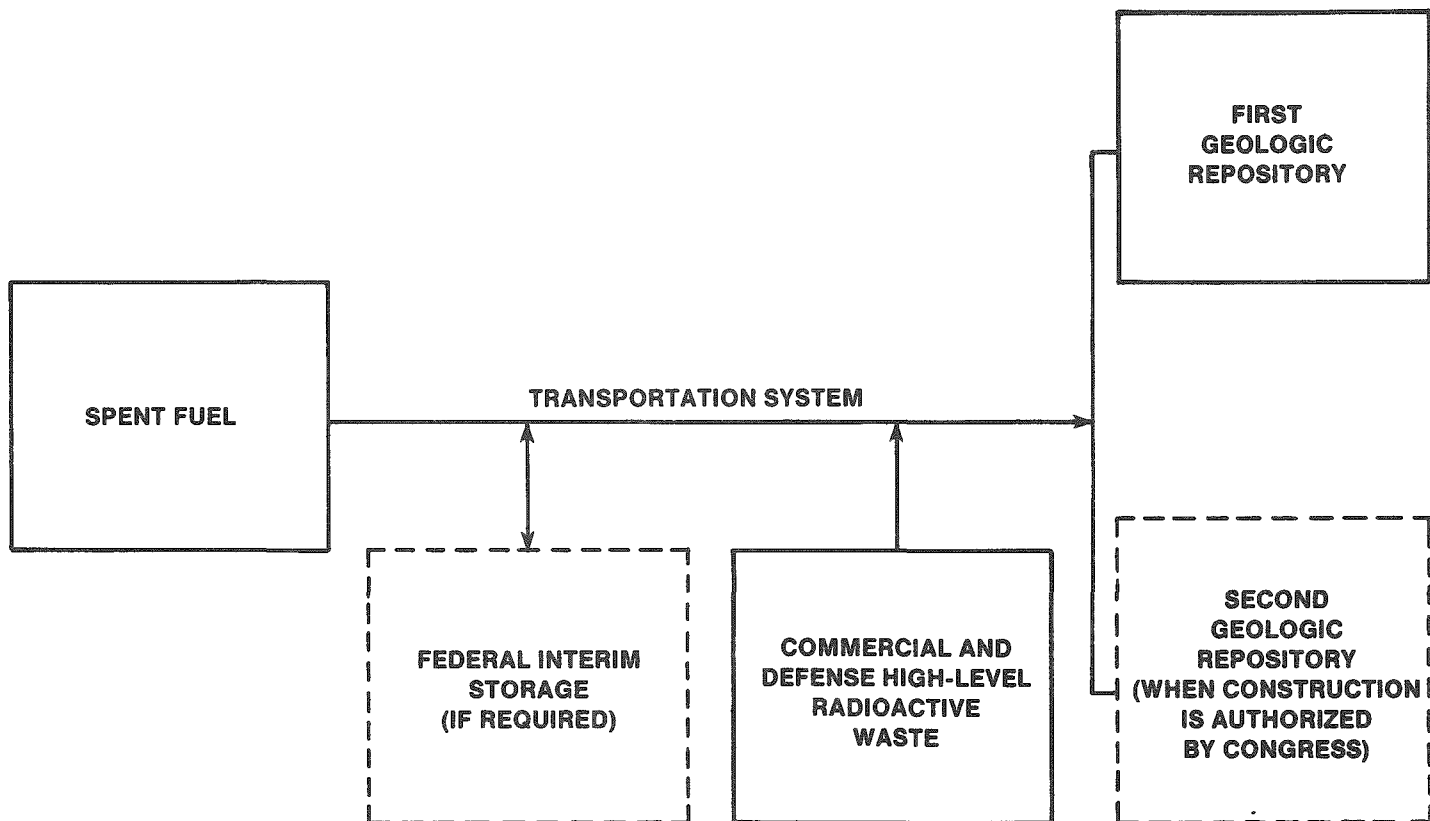 FIRST
GEOLOGIC
REPOSITORY
SPENT FUEL
TRANSPORTATION SYSTEM
FEDERAL INTERIM
STORAGE
(IF REQUIRED)
COMMERCIAL AND
DEFENSE HIGH-LEVEL
RADIOACTIVE
WASTE
SECOND
GEOLOGIC
REPOSITORY
(WHEN CONSTRUCTION
IS AUTHORIZED
BY CONGRESS)